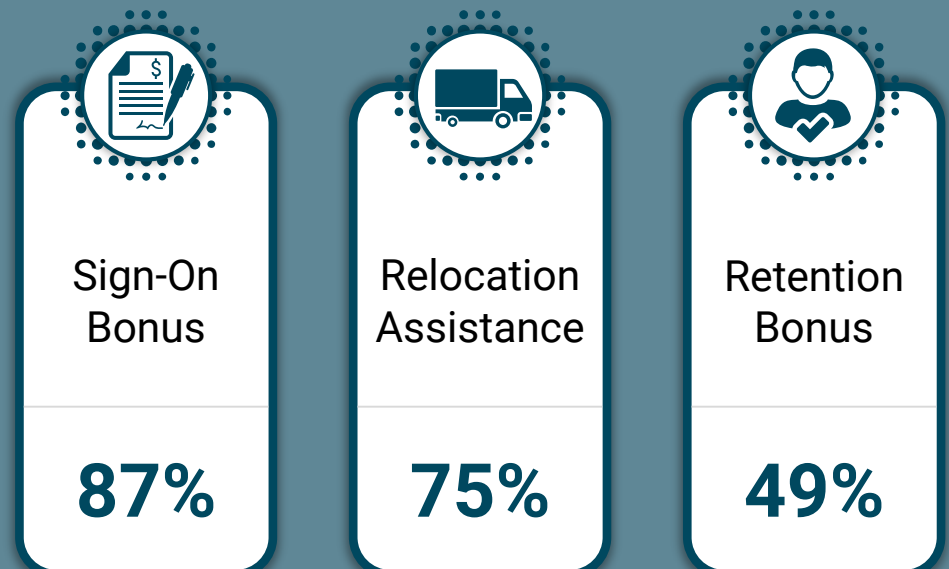 $
Sign-On
Bonus
87%
Relocation
Assistance
75%
Retention
Bonus
49%